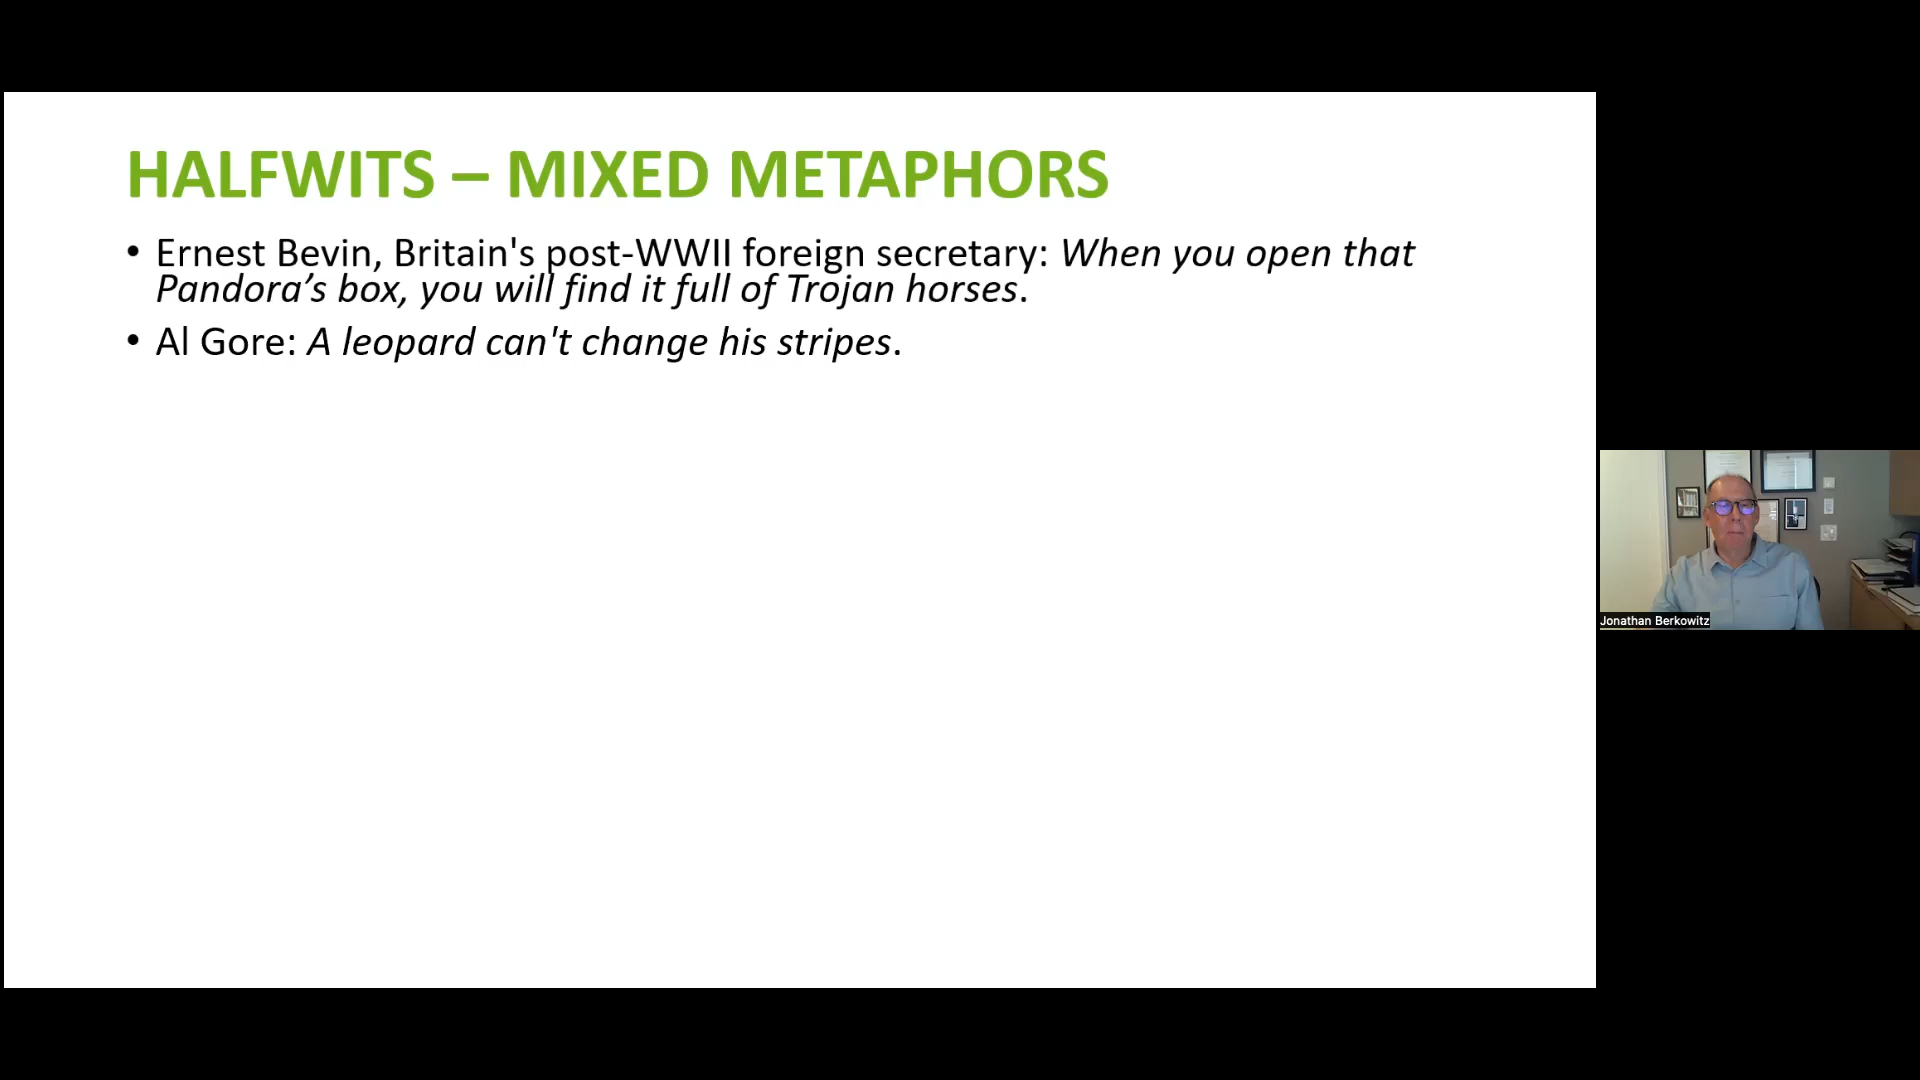 HALFWITS – MIXED METAPHORS
• Ernest Bevin, Britain's post-WWII foreign secretary: When you open that
Pandora’s box, you will find it full of Trojan horses.
• Al Gore: A leopard can't change his stripes.
Jonathan Berkowitz